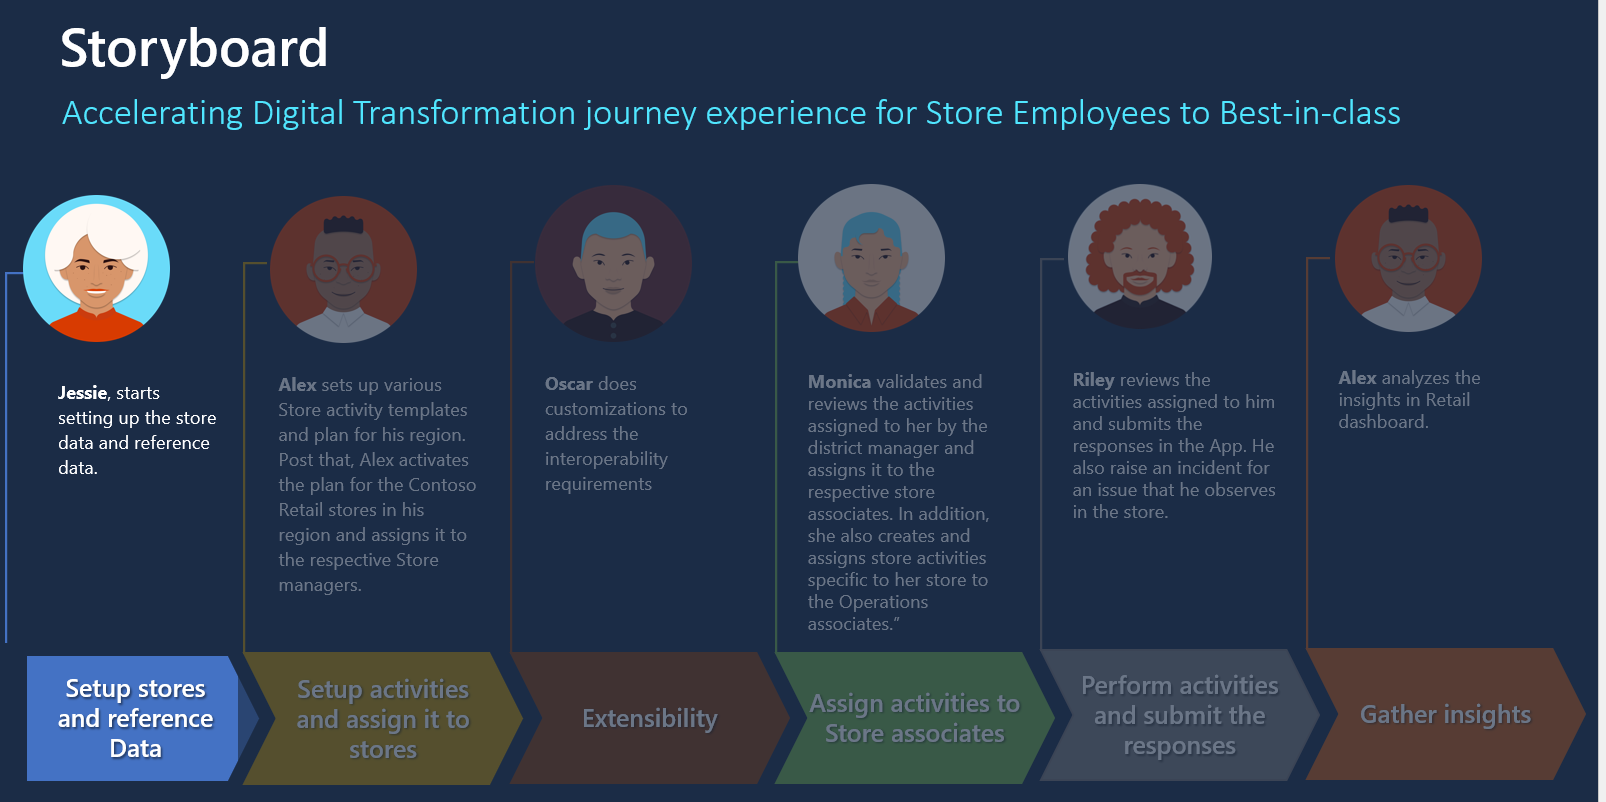 Storyboard
Accelerating Digital Transformation journey experience for Store Employees to Best-in-class
Jessie, starts
setting up the store
data and reference
data.
Alex sets up various
Store activity templates
and plan for his region.
Post that, Alex activates
the plan for the Contoso
Retail stores in his
region and assigns it to
the respective Store
managers.
Oscar does
customizations to
address the
interoperability
requirements
Monica validates and
reviews the activities
assigned to her by the
district manager and
assigns it to the
respective store
associates. In addition,
she also creates and
assigns store activities
specific to her store to
the Operations
associates.”
Riley reviews the
activities assigned to him
and submits the
responses in the App. He
also raise an incident for
an issue that he observes
in the store.
Alex analyzes the
insights in Retail
dashboard.
Setup stores
and reference
Data
Setup activities
and assign it to
stores
Extensibility
Assign activities to
Store associates
Perform activities
and submit the
responses
Gather insights